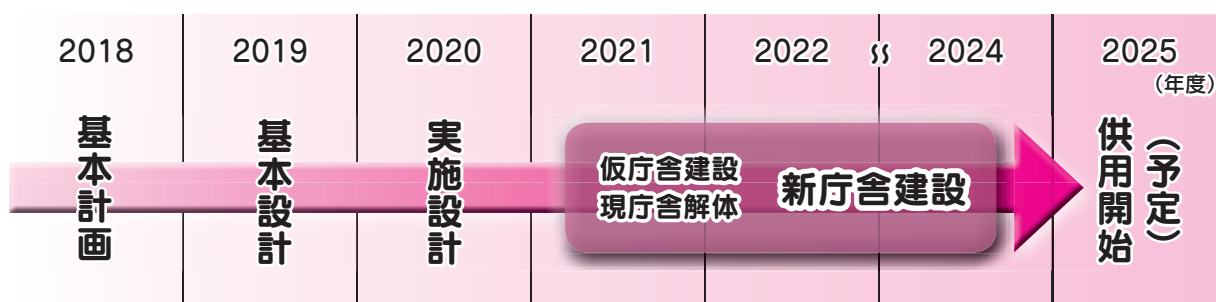 2018 2019 2020 2021 2022 〜 2024 2025
(年度)
基本計画
基本設計
実施設計
仮庁舎建設
現庁舎解体
新庁舎建設
供用開始
(予定)